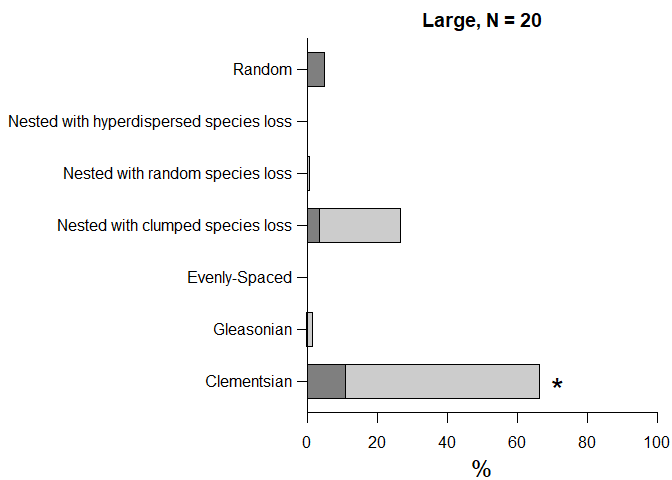 Large, N = 20
Random
Nested with hyperdispersed species loss
Nested with random species loss
Nested with clumped species loss
Evenly-Spaced
Gleasonian
Clementsian
*
0 20 40 60 80 100
%